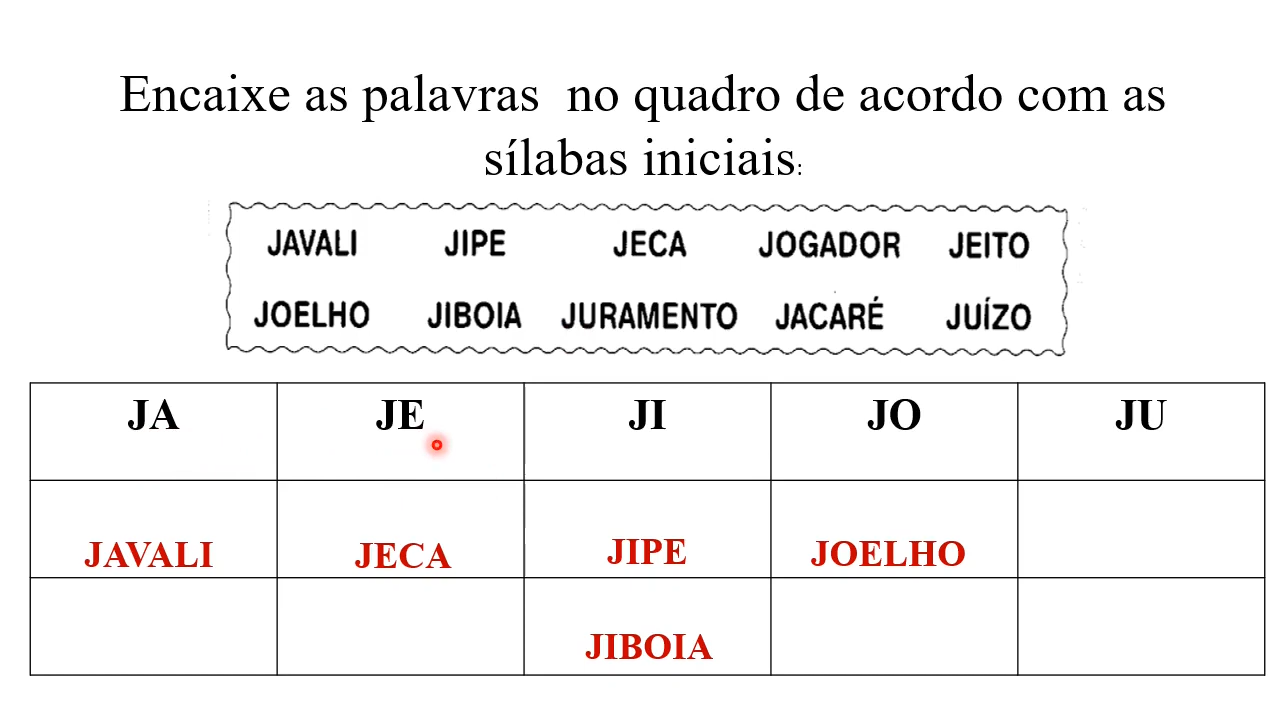 Encaixe as palavras no quadro de acordo com as
sílabas iniciais:
JAVALI JIPE JECA JOGADOR JEITO
JOELHO JIBOIA JURAMENTO JACARÉ JUÍZO
JA JE JI JO JU
JAVALI JECA JIPE JOELHO
JIBOIA